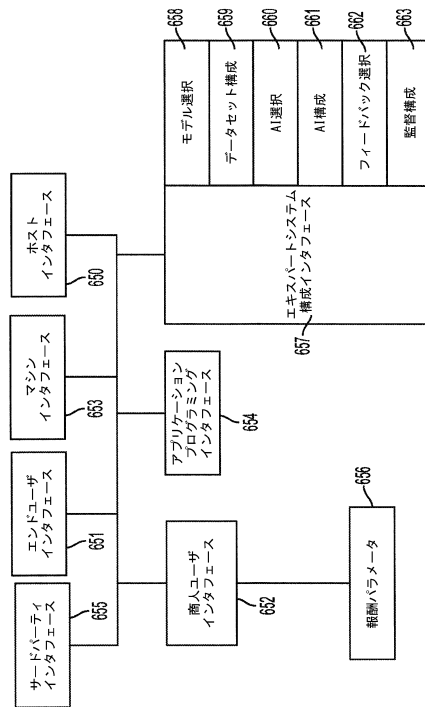 サードパーティ
インタフェース
655
エンドユーザ
インタフェース
651
マシン
インタフェース
653
ホスト
インタフェース
650
商人ユーザ
インタフェース
652
アプリケーション
プログラミング
インタフェース
654
エキスパートシステム
構成インタフェース
657
モデル選択
658
データセット構成
659
AI選択
660
AI構成
661
フィードバック選択
662
監督構成
663
報酬パラメータ
656